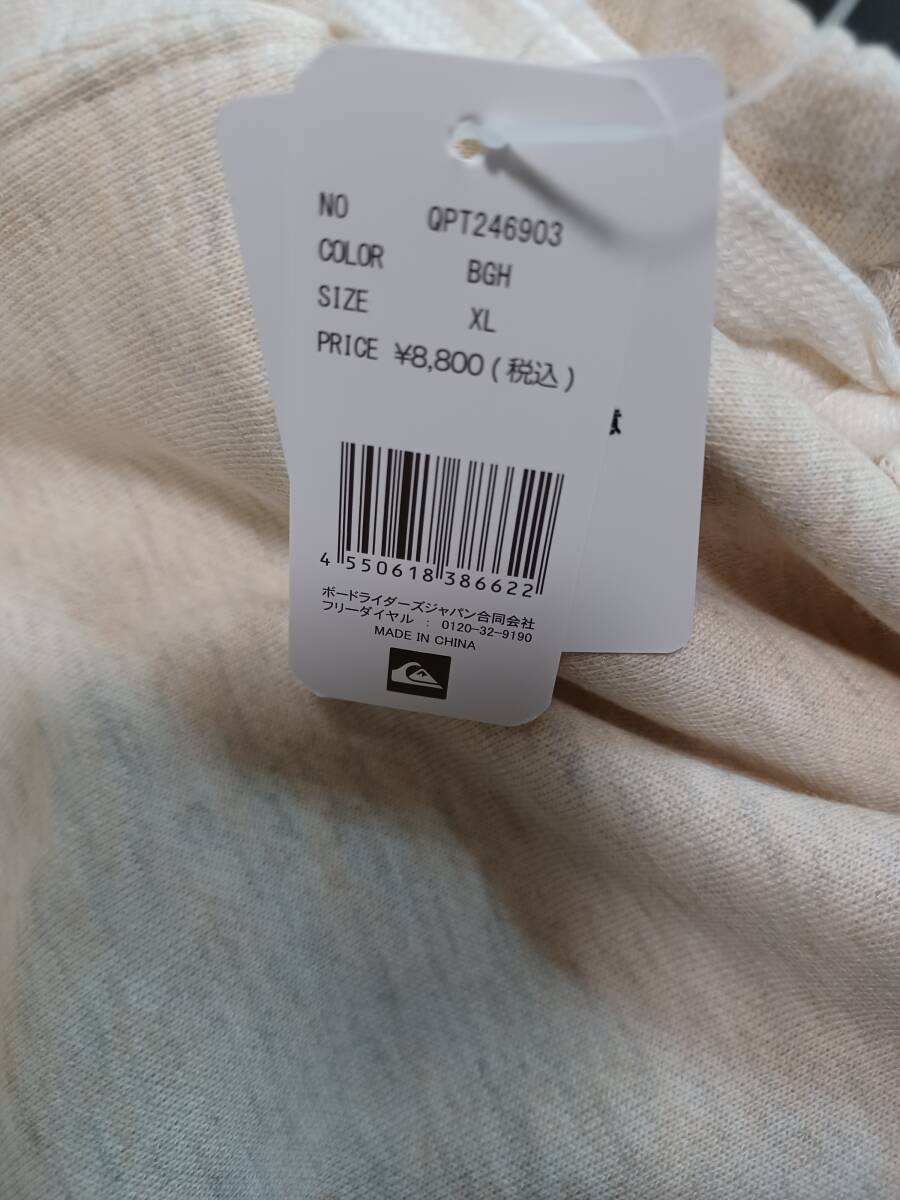 NO QPT246903
COLOR BGH
SIZE XL
PRICE ¥8,800 (税込)
4 550618 386622
ボードライダーズジャパン合同会社
フリーダイヤル : 0120-32-9190
MADE IN CHINA